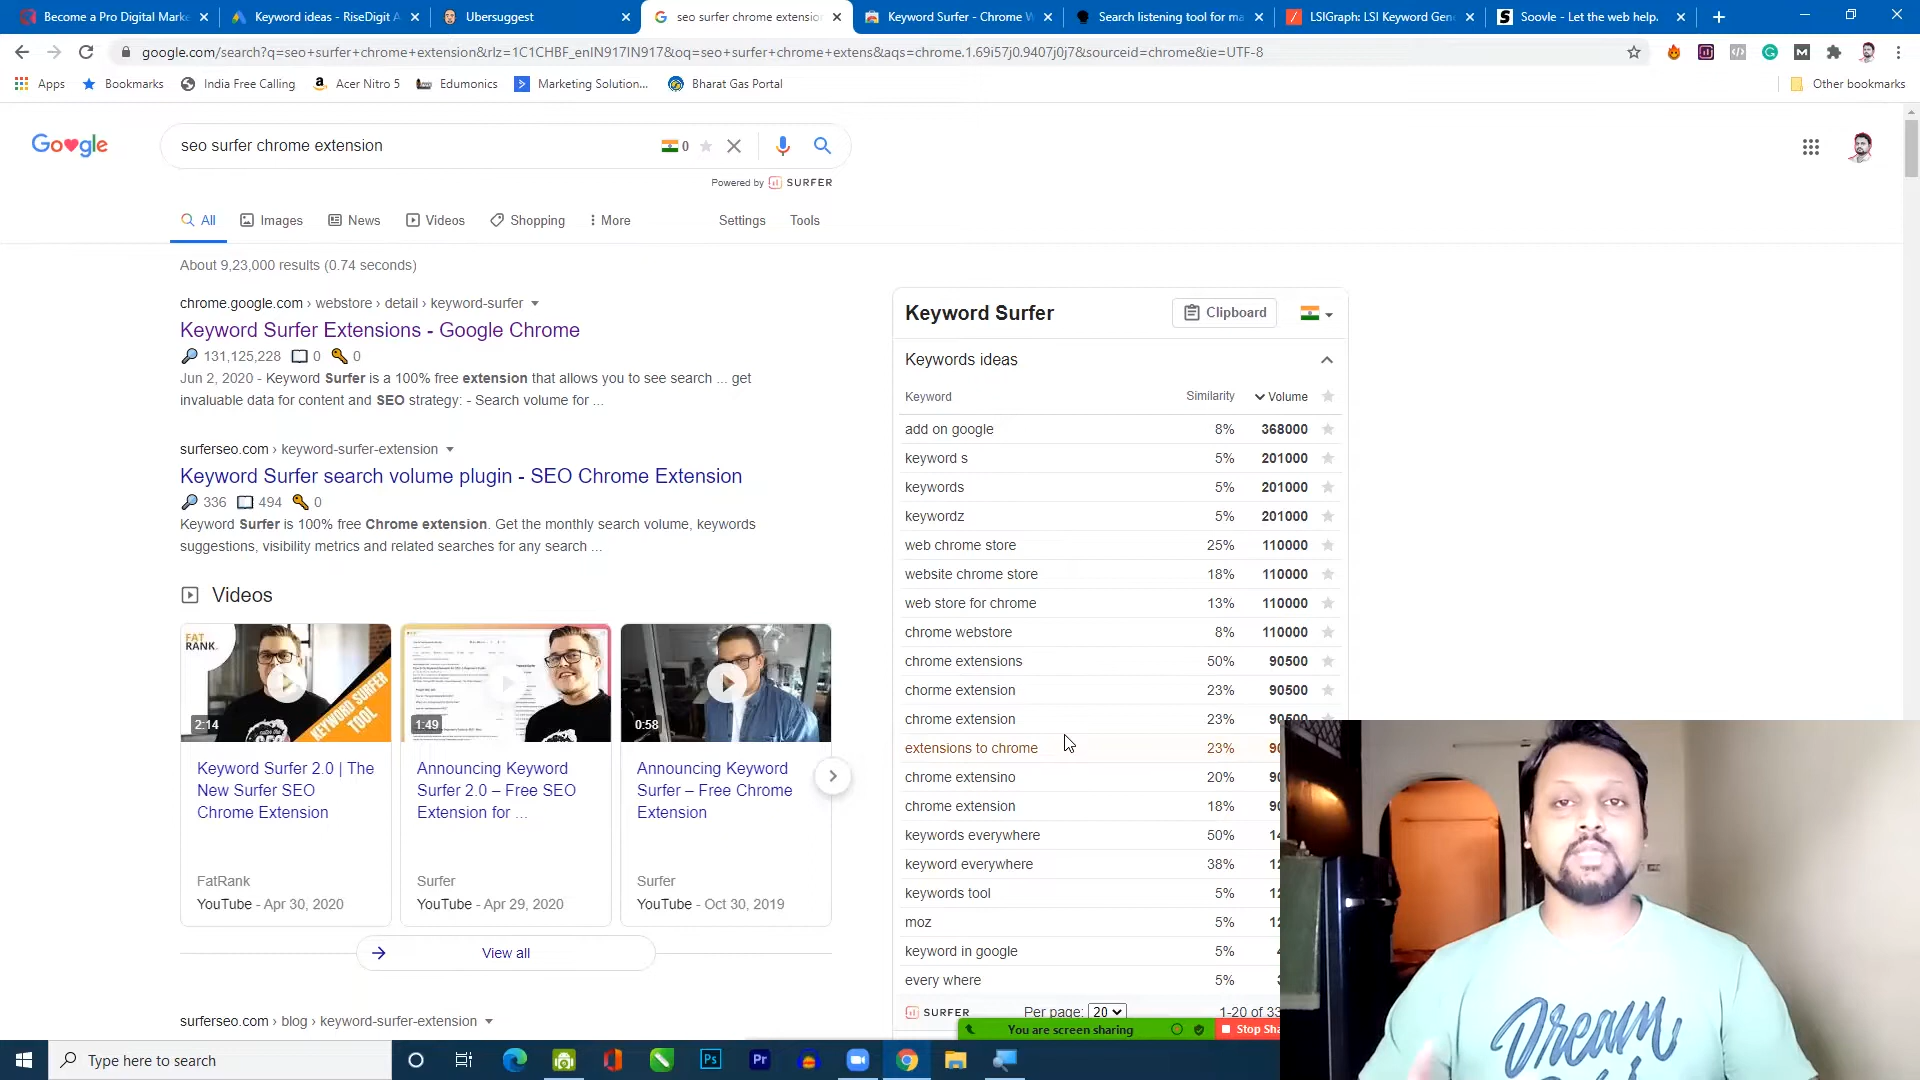 Become a Pro Digital Marke
Keyword ideas - RiseDigit A
Ubersuggest
seo surfer chrome extensio
Keyword Surfer - Chrome W
Search listening tool for ma
LSIGraph: LSI Keyword Gen
Soovle - Let the web help.
google.com/search?q=seo+surfer+chrome+extension&rlz=1C1CHBF_enIN917IN917&oq=seo+surfer+chrome+extens&aqs=chrome.1.69i57j0.9407j0j7&sourceid=chrome&ie=UTF-8
Apps
Bookmarks
India Free Calling
Acer Nitro 5
Edumonics
Marketing Solution...
Bharat Gas Portal
Other bookmarks
seo surfer chrome extension
0
Powered by SURFER
All
Images
News
Videos
Shopping
More
Settings
Tools
About 9,23,000 results (0.74 seconds)
chrome.google.com › webstore › detail › keyword-surfer
Keyword Surfer Extensions - Google Chrome
131,125,228 0 0
Jun 2, 2020 - Keyword Surfer is a 100% free extension that allows you to see search ... get
invaluable data for content and SEO strategy: - Search volume for ...
surferseo.com › keyword-surfer-extension
Keyword Surfer search volume plugin - SEO Chrome Extension
336 494 0
Keyword Surfer is 100% free Chrome extension. Get the monthly search volume, keywords
suggestions, visibility metrics and related searches for any search ...
Videos
FAT
RANK.
KEYWORD SURFER
TOOL
2:14
1:49
0:58
Keyword Surfer 2.0 | The
New Surfer SEO
Chrome Extension
FatRank
YouTube - Apr 30, 2020
Announcing Keyword
Surfer 2.0 – Free SEO
Extension for ...
Surfer
YouTube - Apr 29, 2020
Announcing Keyword
Surfer – Free Chrome
Extension
Surfer
YouTube - Oct 30, 2019
View all
surferseo.com › blog › keyword-surfer-extension
Keyword Surfer
Clipboard
Keywords ideas
Keyword Similarity Volume
add on google 8% 368000
keyword s 5% 201000
keywords 5% 201000
keywordz 5% 201000
web chrome store 25% 110000
website chrome store 18% 110000
web store for chrome 13% 110000
chrome webstore 8% 110000
chrome extensions 50% 90500
chorme extension 23% 90500
chrome extension 23% 90500
extensions to chrome 23% 90
chrome extensino 20% 90
chrome extension 18% 90
keywords everywhere 50% 14
keyword everywhere 38% 12
keywords tool 5% 12
moz 5% 12
keyword in google 5%
every where 5%
SURFER Per page: 20 1-20 of 33
You are screen sharing
Stop Sha
Dream
Type here to search